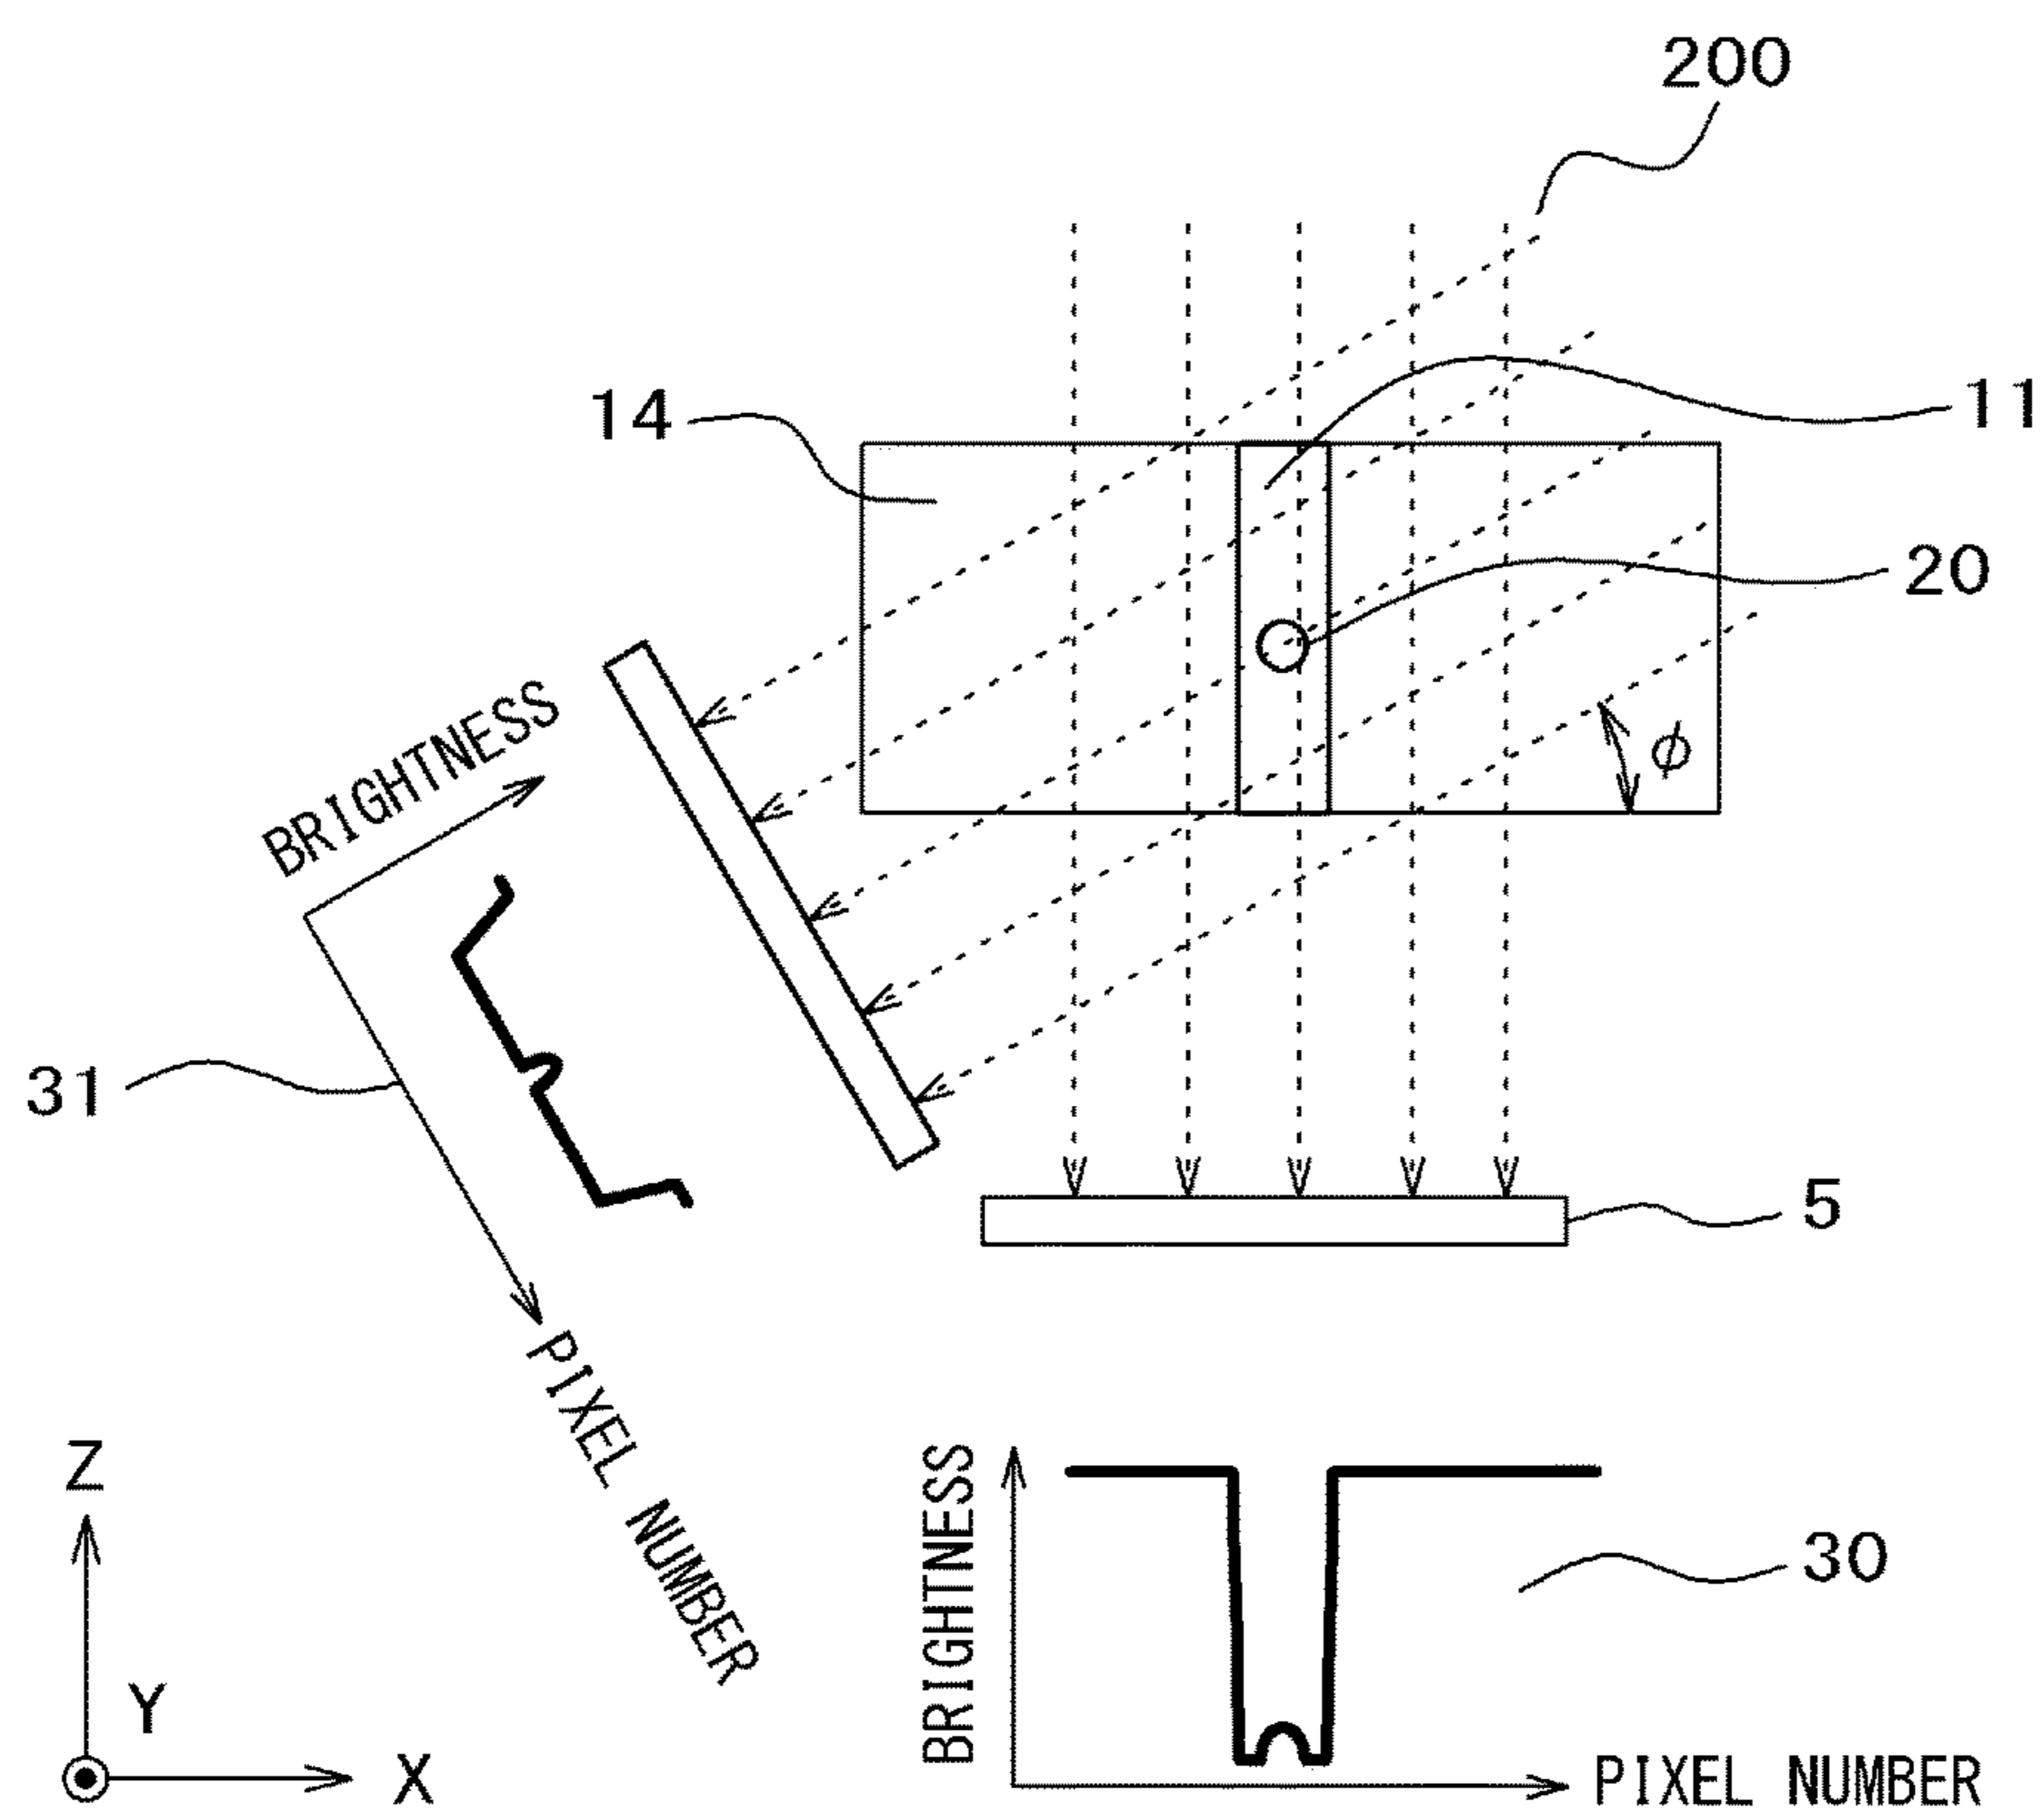 200
14
11
20
BRIGHTNESS
ϕ
31
5
PIXEL NUMBER
Z
Y
X
BRIGHTNESS
30
PIXEL NUMBER